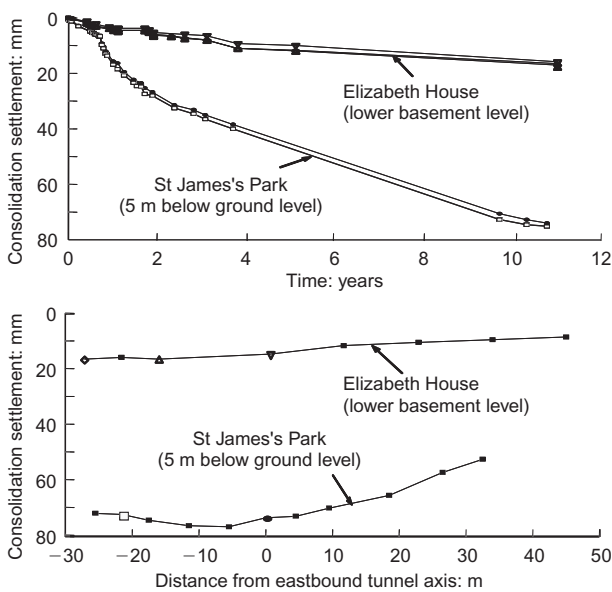 Consolidation settlement: mm
0
20
40
60
80
Elizabeth House
(lower basement level)
St James's Park
(5 m below ground level)
0 2 4 6 8 10 12
Time: years
Consolidation settlement: mm
0
20
40
60
80
Elizabeth House
(lower basement level)
St James's Park
(5 m below ground level)
−30 −20 −10 0 10 20 30 40 50
Distance from eastbound tunnel axis: m